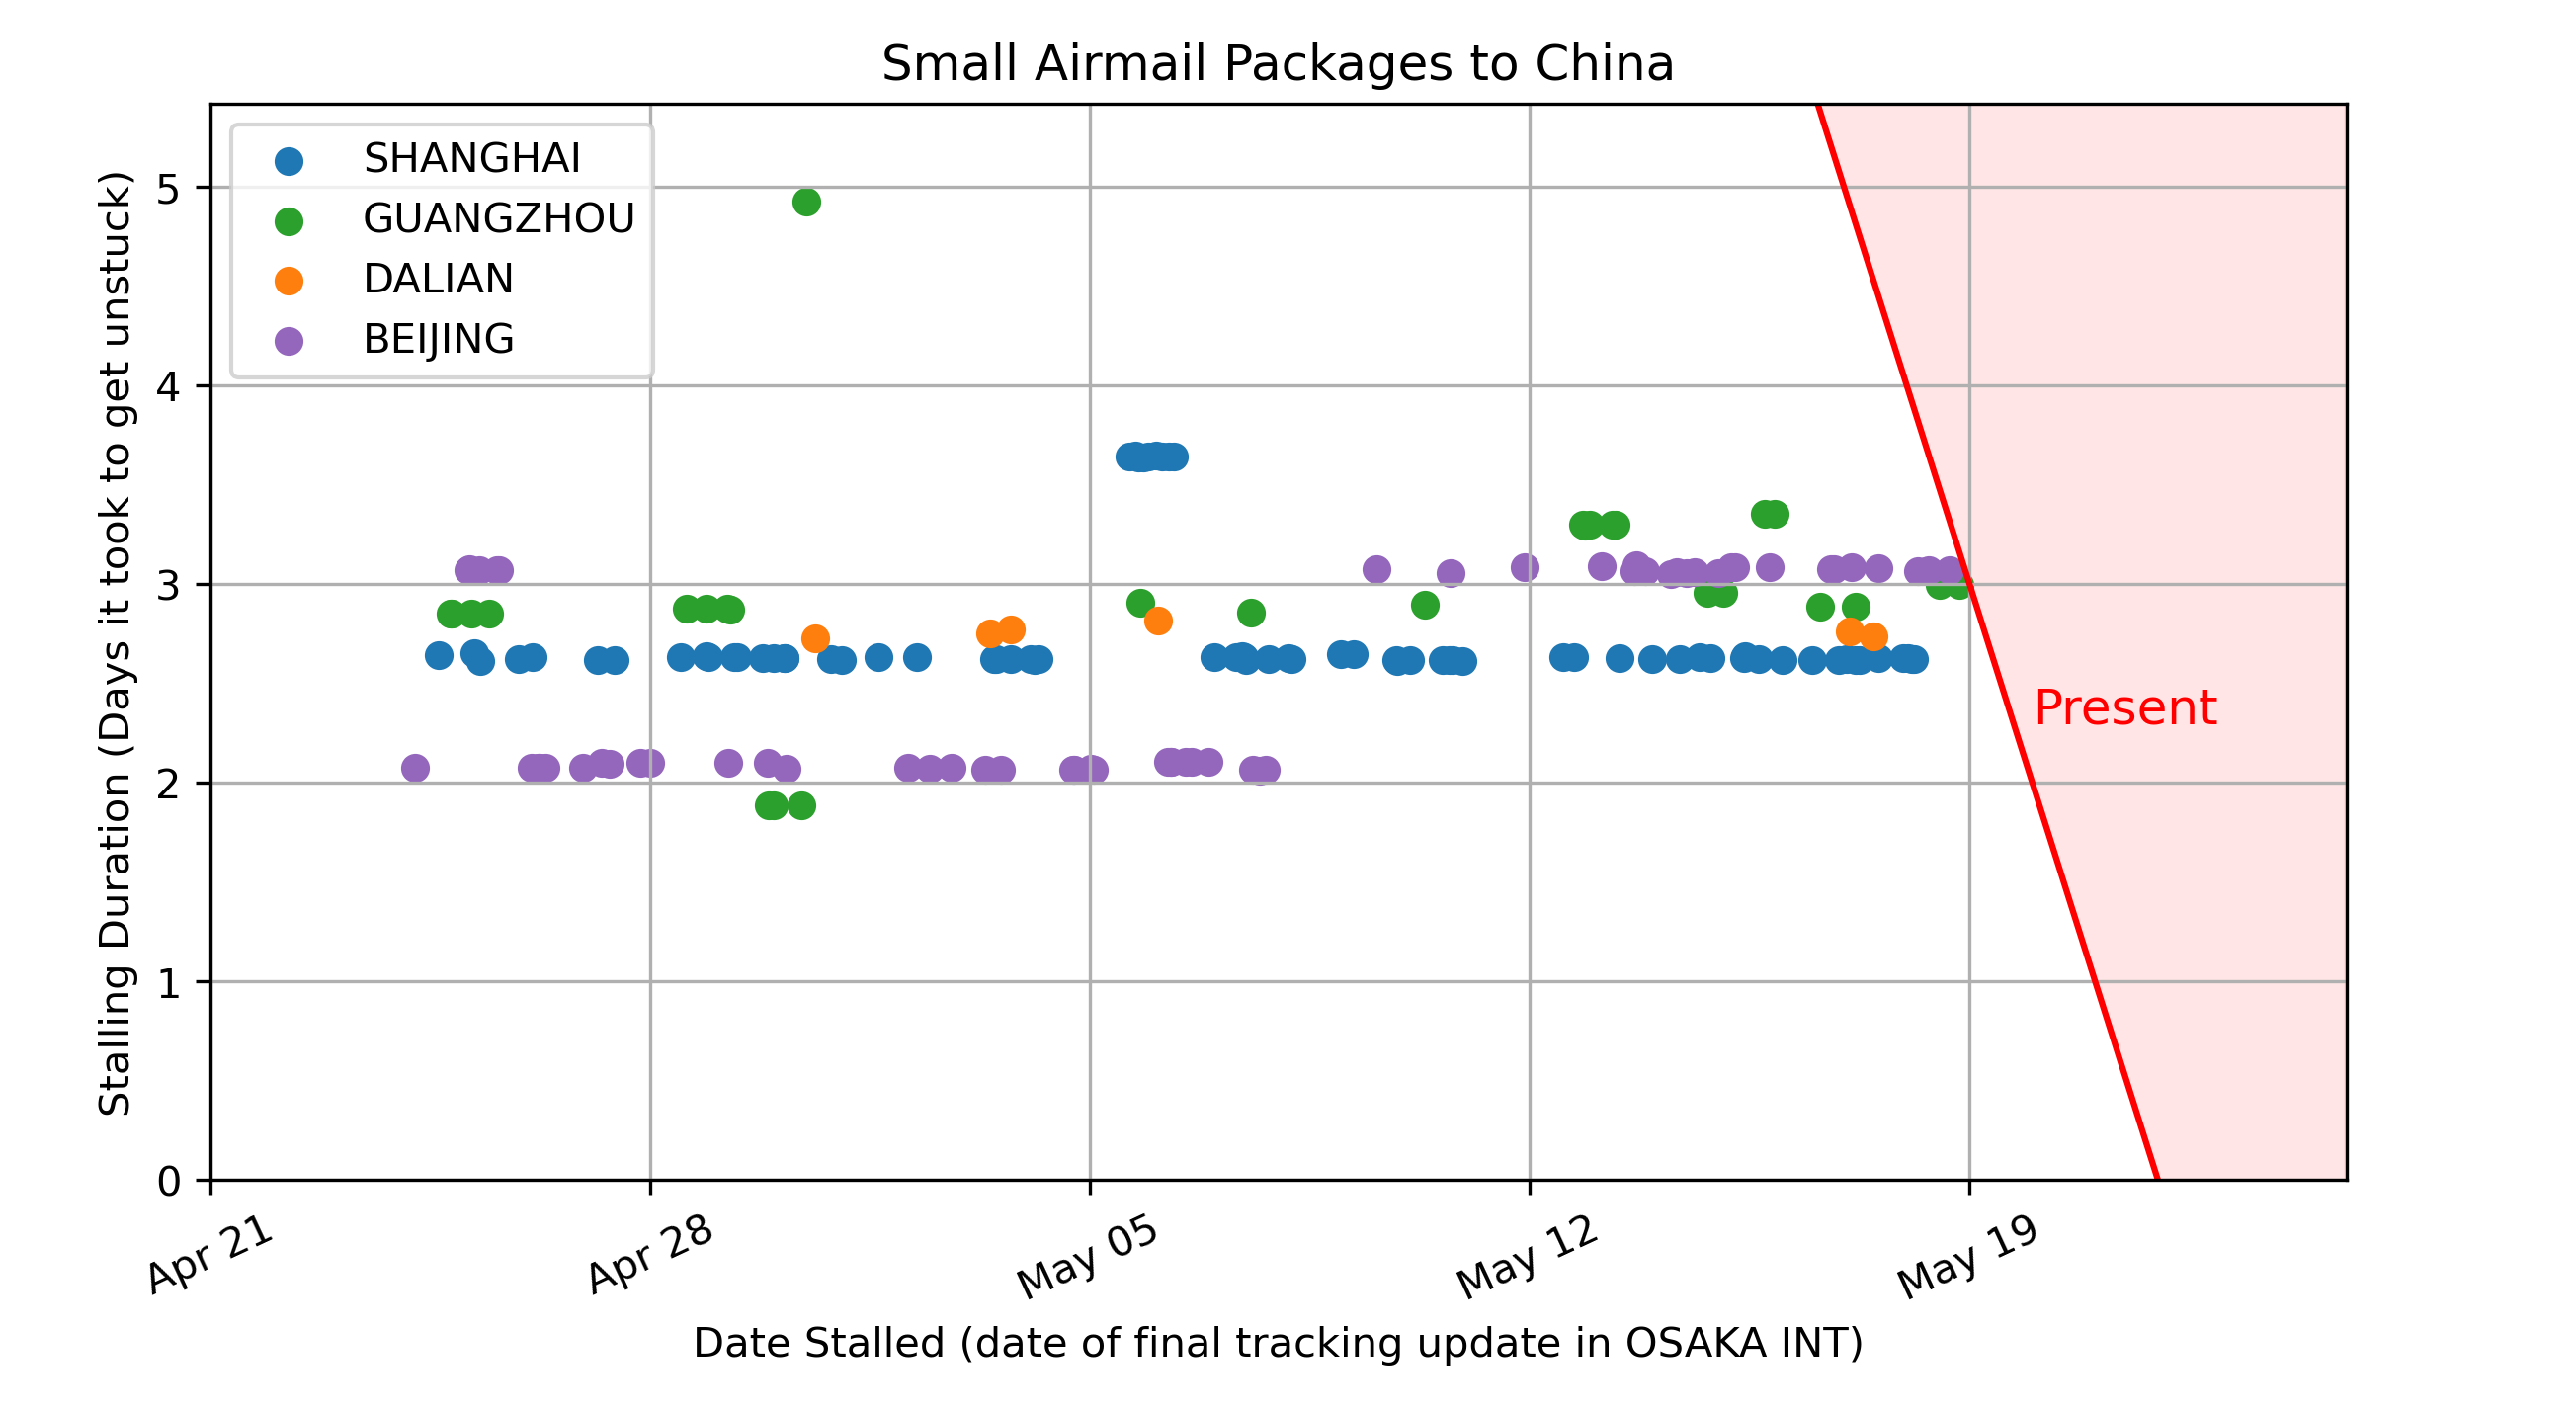 Small Airmail Packages to China
SHANGHAI
GUANGZHOU
DALIAN
BEIJING
Stalling Duration (Days it took to get unstuck)
5
4
3
2
1
0
Present
Apr 21
Apr 28
May 05
May 12
May 19
Date Stalled (date of final tracking update in OSAKA INT)